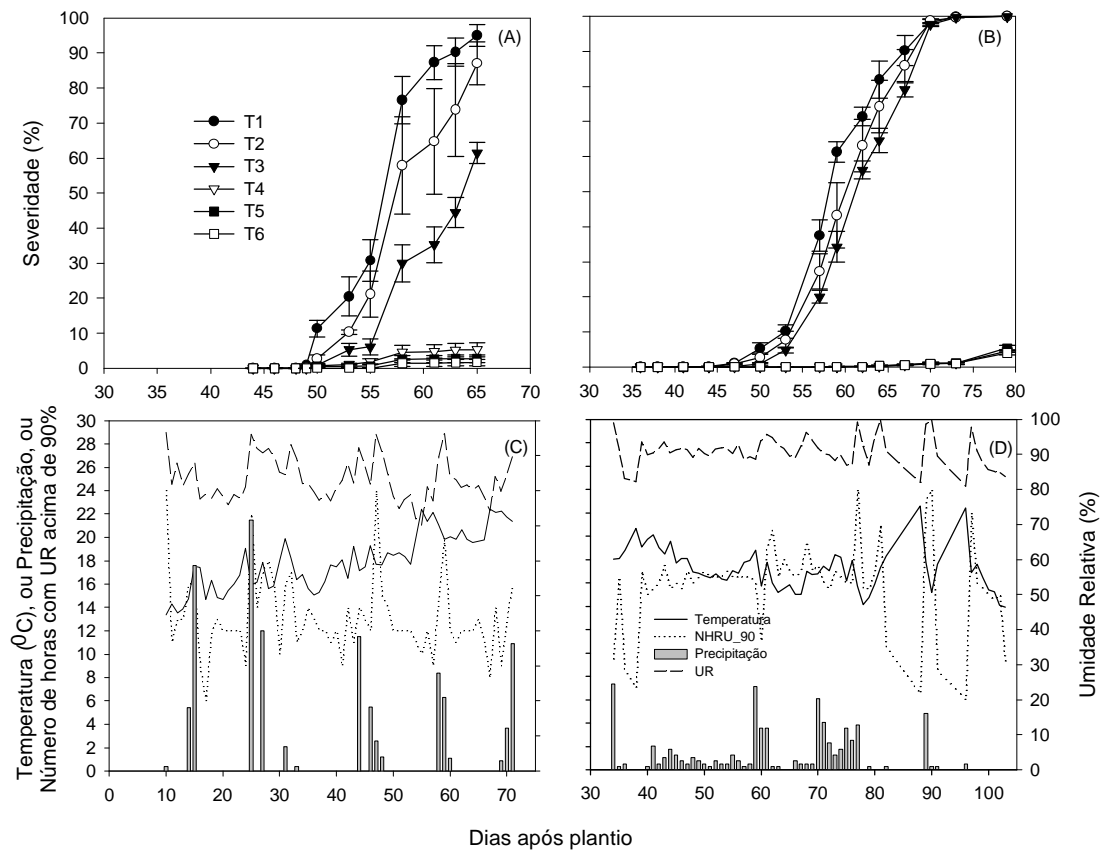 100
90
80
70
60
50
40
30
20
10
0
Severidade (%)
T1
T2
T3
T4
T5
T6
(A)
30 35 40 45 50 55 60 65 70
(B)
30 35 40 45 50 55 60 65 70 75 80
30
28
26
24
22
20
18
16
14
12
10
8
6
4
2
0
Temperatura (⁰C), ou Precipitação, ou
Número de horas com UR acima de 90%
(C)
0 10 20 30 40 50 60 70
(D)
Temperatura
NHRU_90
Precipitação
UR
30 40 50 60 70 80 90 100
100
90
80
70
60
50
40
30
20
10
0
Umidade Relativa (%)
Dias após plantio